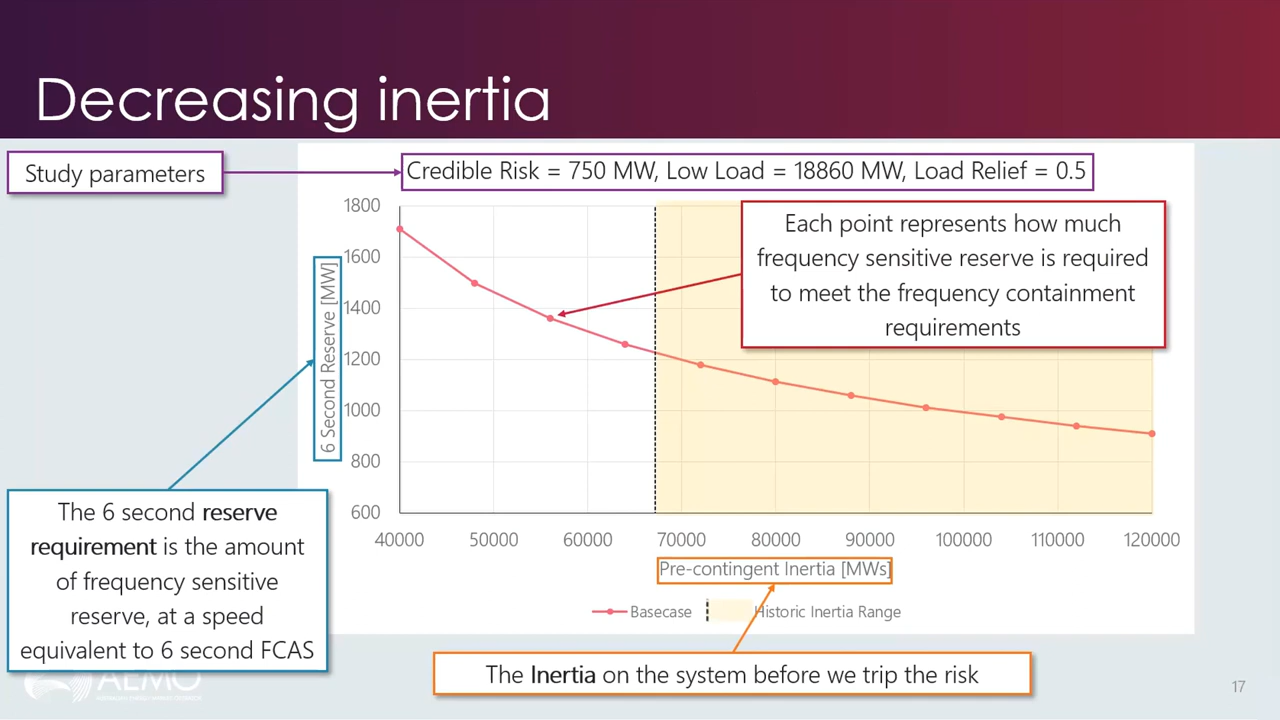 Decreasing inertia
Study parameters
Credible Risk = 750 MW, Low Load = 18860 MW, Load Relief = 0.5
1800
1600
1400
1200
1000
800
600
6 Second Reserve [MW]
Each point represents how much
frequency sensitive reserve is required
to meet the frequency containment
requirements
The 6 second reserve
requirement is the amount
of frequency sensitive
reserve, at a speed
equivalent to 6 second FCAS
40000 50000 60000 70000 80000 90000 100000 110000 120000
Pre-contingent Inertia [MWs]
Basecase Historic Inertia Range
The Inertia on the system before we trip the risk
AEMO
17